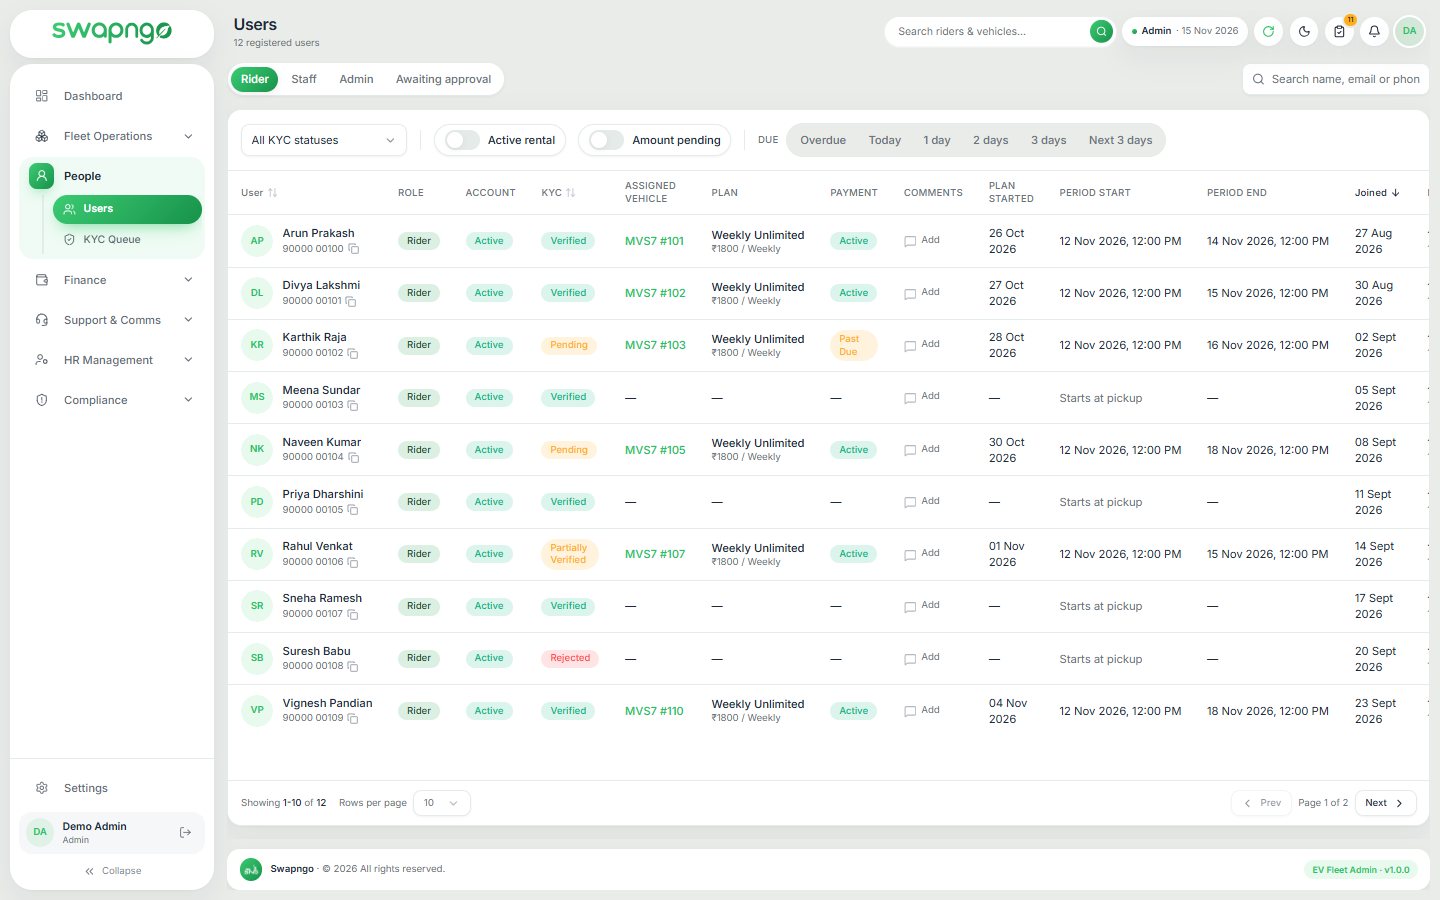 swapngo
Users
12 registered users
Search riders & vehicles...
Admin · 15 Nov 2026
11
DA
Dashboard
Fleet Operations
People
Users
KYC Queue
Finance
Support & Comms
HR Management
Compliance
Settings
DA
Demo Admin
Admin
Collapse
Rider Staff Admin Awaiting approval
Search name, email or phon
All KYC statuses
Active rental
Amount pending
DUE Overdue Today 1 day 2 days 3 days Next 3 days
User ROLE ACCOUNT KYC ASSIGNED VEHICLE PLAN PAYMENT COMMENTS PLAN STARTED PERIOD START PERIOD END Joined
AP Arun Prakash 90000 00100 Rider Active Verified MVS7 #101 Weekly Unlimited ₹1800 / Weekly Active Add 26 Oct 2026 12 Nov 2026, 12:00 PM 14 Nov 2026, 12:00 PM 27 Aug 2026
DL Divya Lakshmi 90000 00101 Rider Active Verified MVS7 #102 Weekly Unlimited ₹1800 / Weekly Active Add 27 Oct 2026 12 Nov 2026, 12:00 PM 15 Nov 2026, 12:00 PM 30 Aug 2026
KR Karthik Raja 90000 00102 Rider Active Pending MVS7 #103 Weekly Unlimited ₹1800 / Weekly Past Due Add 28 Oct 2026 12 Nov 2026, 12:00 PM 16 Nov 2026, 12:00 PM 02 Sept 2026
MS Meena Sundar 90000 00103 Rider Active Verified — — — Add — Starts at pickup — 05 Sept 2026
NK Naveen Kumar 90000 00104 Rider Active Pending MVS7 #105 Weekly Unlimited ₹1800 / Weekly Active Add 30 Oct 2026 12 Nov 2026, 12:00 PM 18 Nov 2026, 12:00 PM 08 Sept 2026
PD Priya Dharshini 90000 00105 Rider Active Verified — — — Add — Starts at pickup — 11 Sept 2026
RV Rahul Venkat 90000 00106 Rider Active Partially Verified MVS7 #107 Weekly Unlimited ₹1800 / Weekly Active Add 01 Nov 2026 12 Nov 2026, 12:00 PM 15 Nov 2026, 12:00 PM 14 Sept 2026
SR Sneha Ramesh 90000 00107 Rider Active Verified — — — Add — Starts at pickup — 17 Sept 2026
SB Suresh Babu 90000 00108 Rider Active Rejected — — — Add — Starts at pickup — 20 Sept 2026
VP Vignesh Pandian 90000 00109 Rider Active Verified MVS7 #110 Weekly Unlimited ₹1800 / Weekly Active Add 04 Nov 2026 12 Nov 2026, 12:00 PM 18 Nov 2026, 12:00 PM 23 Sept 2026
Showing 1-10 of 12 Rows per page 10
Prev Page 1 of 2 Next
Swapngo · © 2026 All rights reserved.
EV Fleet Admin · v1.0.0